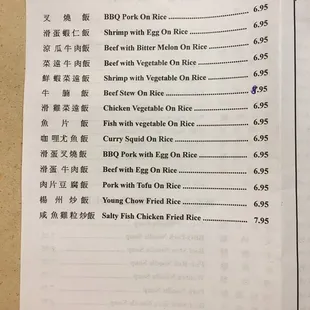 叉燒飯 BBQ Pork On Rice 6.95
滑蛋蝦仁飯 Shrimp with Egg On Rice 6.95
涼瓜牛肉飯 Beef with Bitter Melon On Rice 6.95
菜遠牛肉飯 Beef with Vegetable On Rice 6.95
鮮蝦菜遠飯 Shrimp with Vegetable On Rice 6.95
牛腩飯 Beef Stew On Rice 8.95
滑雞菜遠飯 Chicken Vegetable On Rice 6.95
魚片飯 Fish with vegetable On Rice 6.95
咖喱尤魚飯 Curry Squid On Rice 6.95
滑蛋叉燒飯 BBQ Pork with Egg On Rice 6.95
滑蛋牛肉飯 Beef with Egg On Rice 6.95
肉片豆腐飯 Pork with Tofu On Rice 6.95
楊州炒飯 Young Chow Fried Rice 6.95
咸魚雞粒炒飯 Salty Fish Chicken Fried Rice 7.95